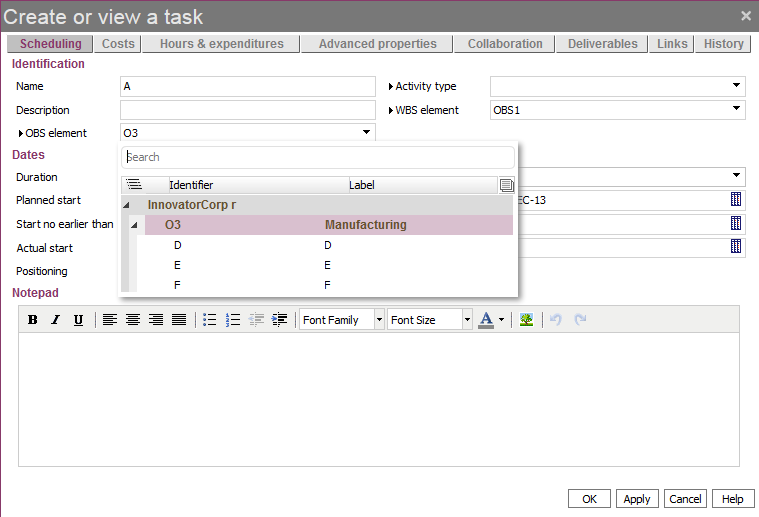 Create or view a task ×
Scheduling Costs Hours & expenditures Advanced properties Collaboration Deliverables Links History
Identification
Name A Activity type
Description WBS element OBS1
OBS element O3
Search
Dates
Duration
Identifier Label
Planned start EC-13
InnovatorCorp r
Start no earlier than O3 Manufacturing
Actual start D D
Positioning E E
F F
Notepad
B I U Font Family Font Size A
OK Apply Cancel Help